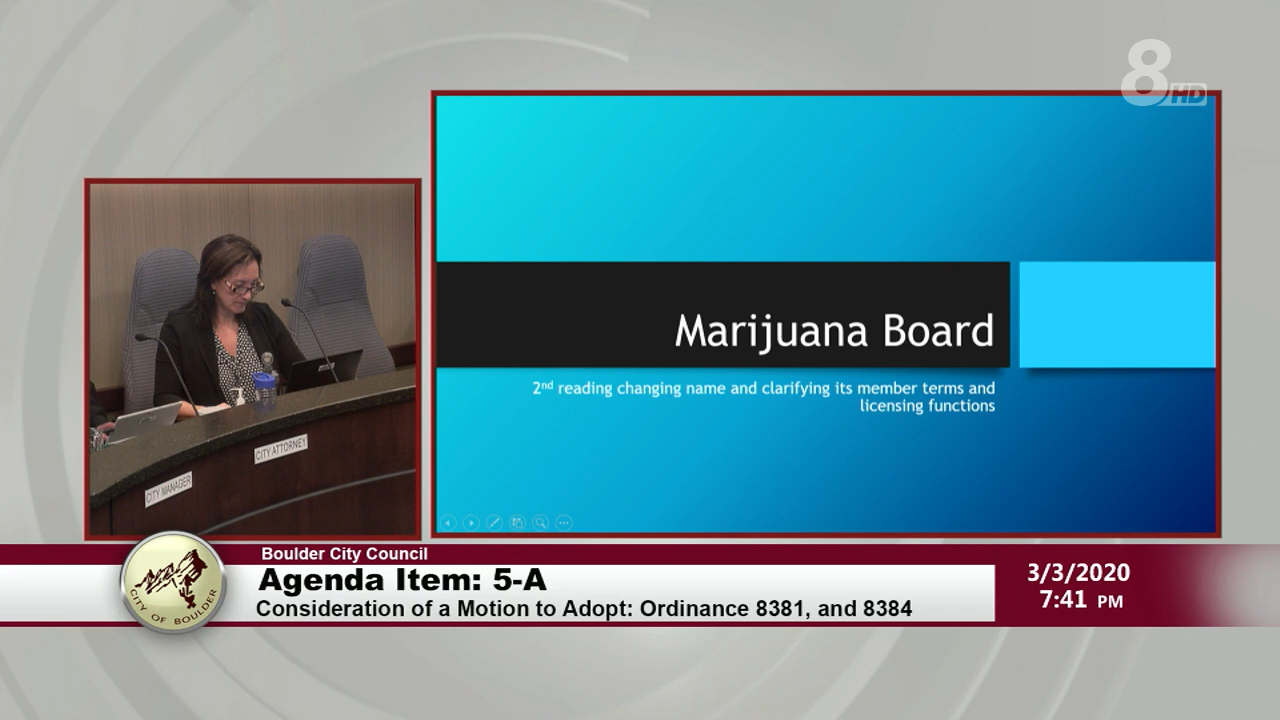 8HD
Marijuana Board
2nd reading changing name and clarifying its member terms and
licensing functions
CITY ATTORNEY
CITY MANAGER
Boulder City Council
Agenda Item: 5-A
Consideration of a Motion to Adopt: Ordinance 8381, and 8384
3/3/2020
7:41 PM
CITY OF BOULDER